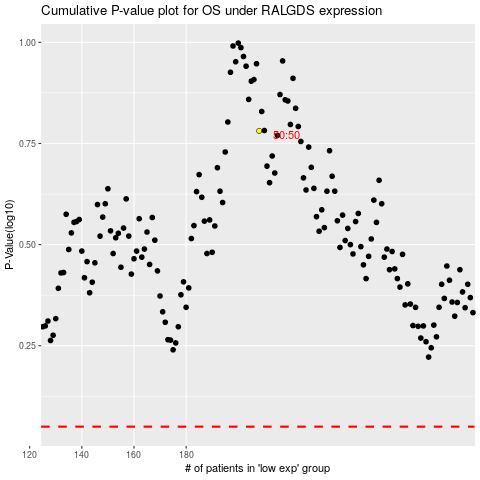 Cumulative P-value plot for OS under RALGDS expression
1.00
0.75
0.50
0.25
50:50
P-Value(log10)
120 140 160 180
# of patients in 'low exp' group